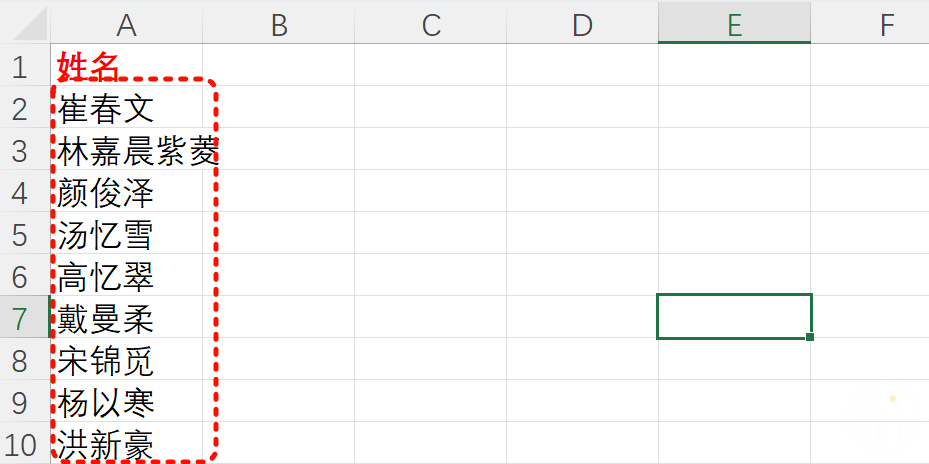 A B C D E F
1 姓名
2 崔春文
3 林嘉晨紫菱
4 颜俊泽
5 汤忆雪
6 高忆翠
7 戴曼柔
8 宋锦觅
9 杨以寒
10 洪新豪